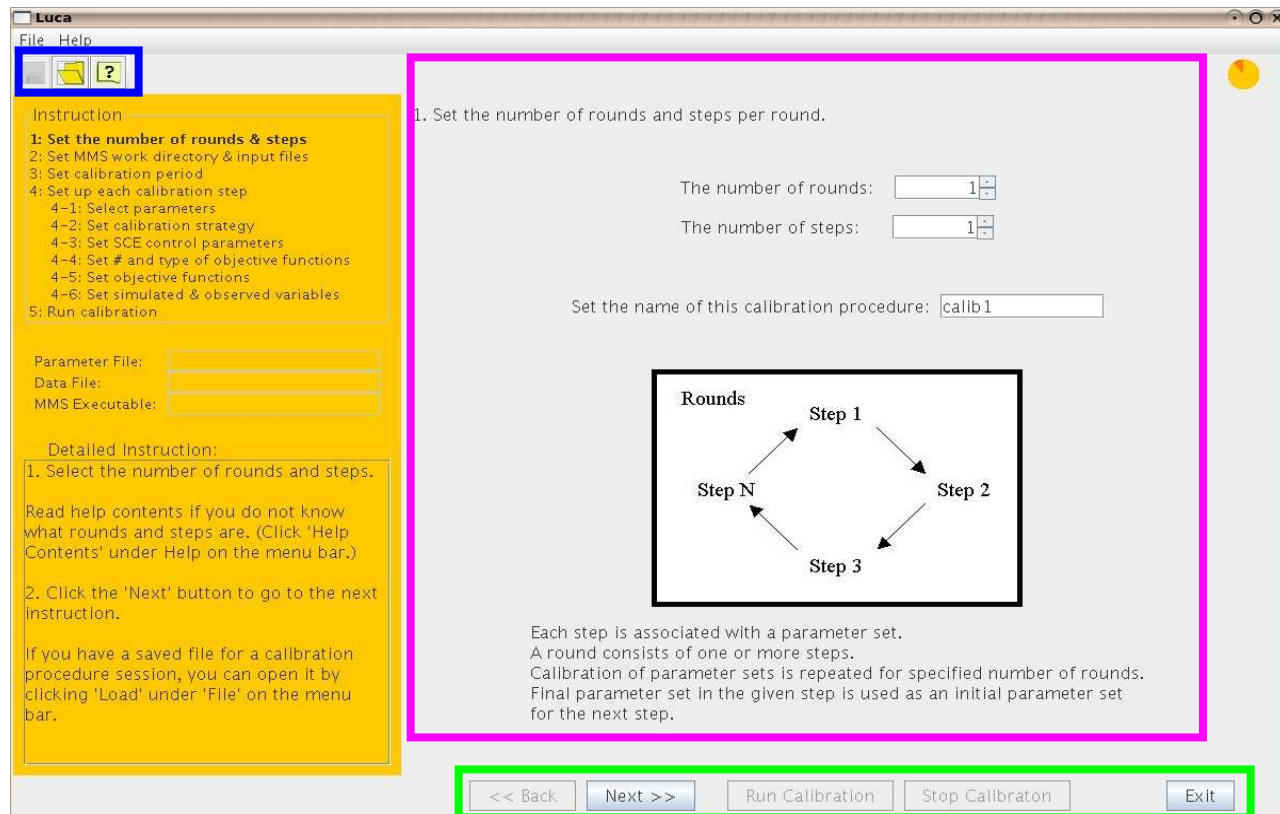 Luca
File Help
?
Instruction
1: Set the number of rounds & steps
2: Set MMS work directory & input files
3: Set calibration period
4: Set up each calibration step
4-1: Select parameters
4-2: Set calibration strategy
4-3: Set SCE control parameters
4-4: Set # and type of objective functions
4-5: Set objective functions
4-6: Set simulated & observed variables
5: Run calibration
Parameter File:
Data File:
MMS Executable:
Detailed Instruction:
1. Select the number of rounds and steps.
Read help contents if you do not know
what rounds and steps are. (Click 'Help
Contents' under Help on the menu bar.)
2. Click the 'Next' button to go to the next
instruction.
If you have a saved file for a calibration
procedure session, you can open it by
clicking 'Load' under 'File' on the menu
bar.
1. Set the number of rounds and steps per round.
The number of rounds: 1
The number of steps: 1
Set the name of this calibration procedure: calib1
Rounds
Step 1
Step N
Step 2
Step 3
Each step is associated with a parameter set.
A round consists of one or more steps.
Calibration of parameter sets is repeated for specified number of rounds.
Final parameter set in the given step is used as an initial parameter set
for the next step.
<< Back Next >> Run Calibration Stop Calibraton Exit